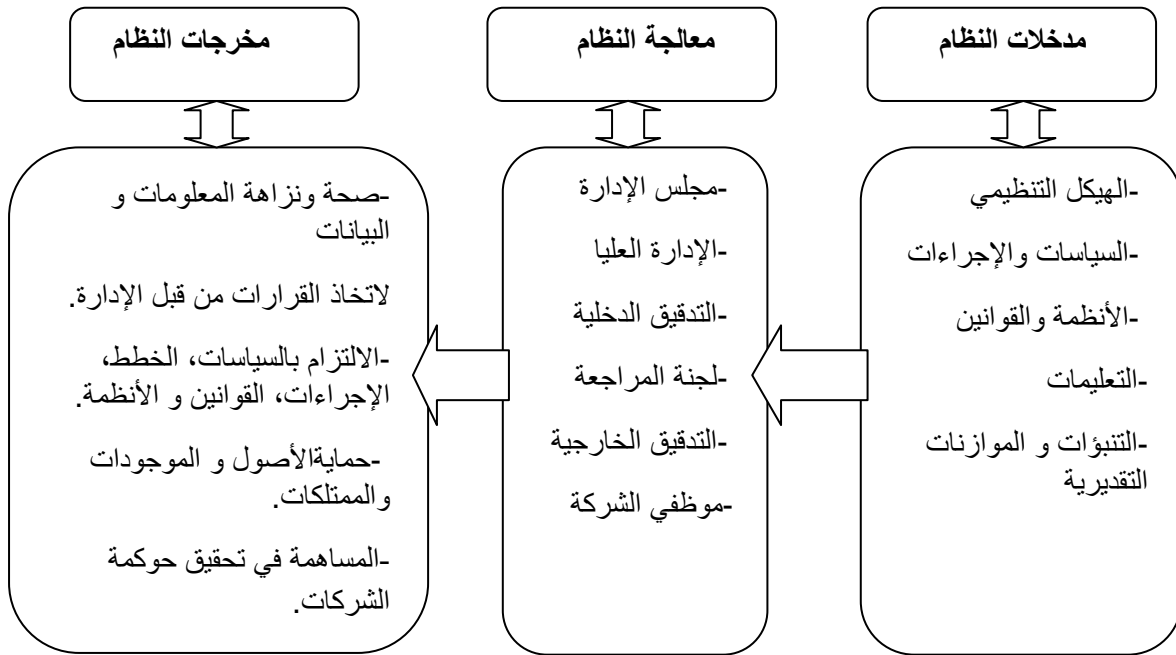 مدخلات النظام
-الهيكل التنظيمي
-السياسات والإجراءات
-الأنظمة والقوانين
-التعليمات
-التنبؤات و الموازنات
التقديرية
معالجة النظام
-مجلس الإدارة
-الإدارة العليا
-التدقيق الدخلية
-لجنة المراجعة
-التدقيق الخارجية
-موظفي الشركة
مخرجات النظام
-صحة ونزاهة المعلومات و
البيانات
لاتخاذ القرارات من قبل الإدارة.
-الالتزام بالسياسات، الخطط،
الإجراءات، القوانين و الأنظمة.
-حمايةالأصول و الموجودات
والممتلكات.
-المساهمة في تحقيق حوكمة
الشركات.